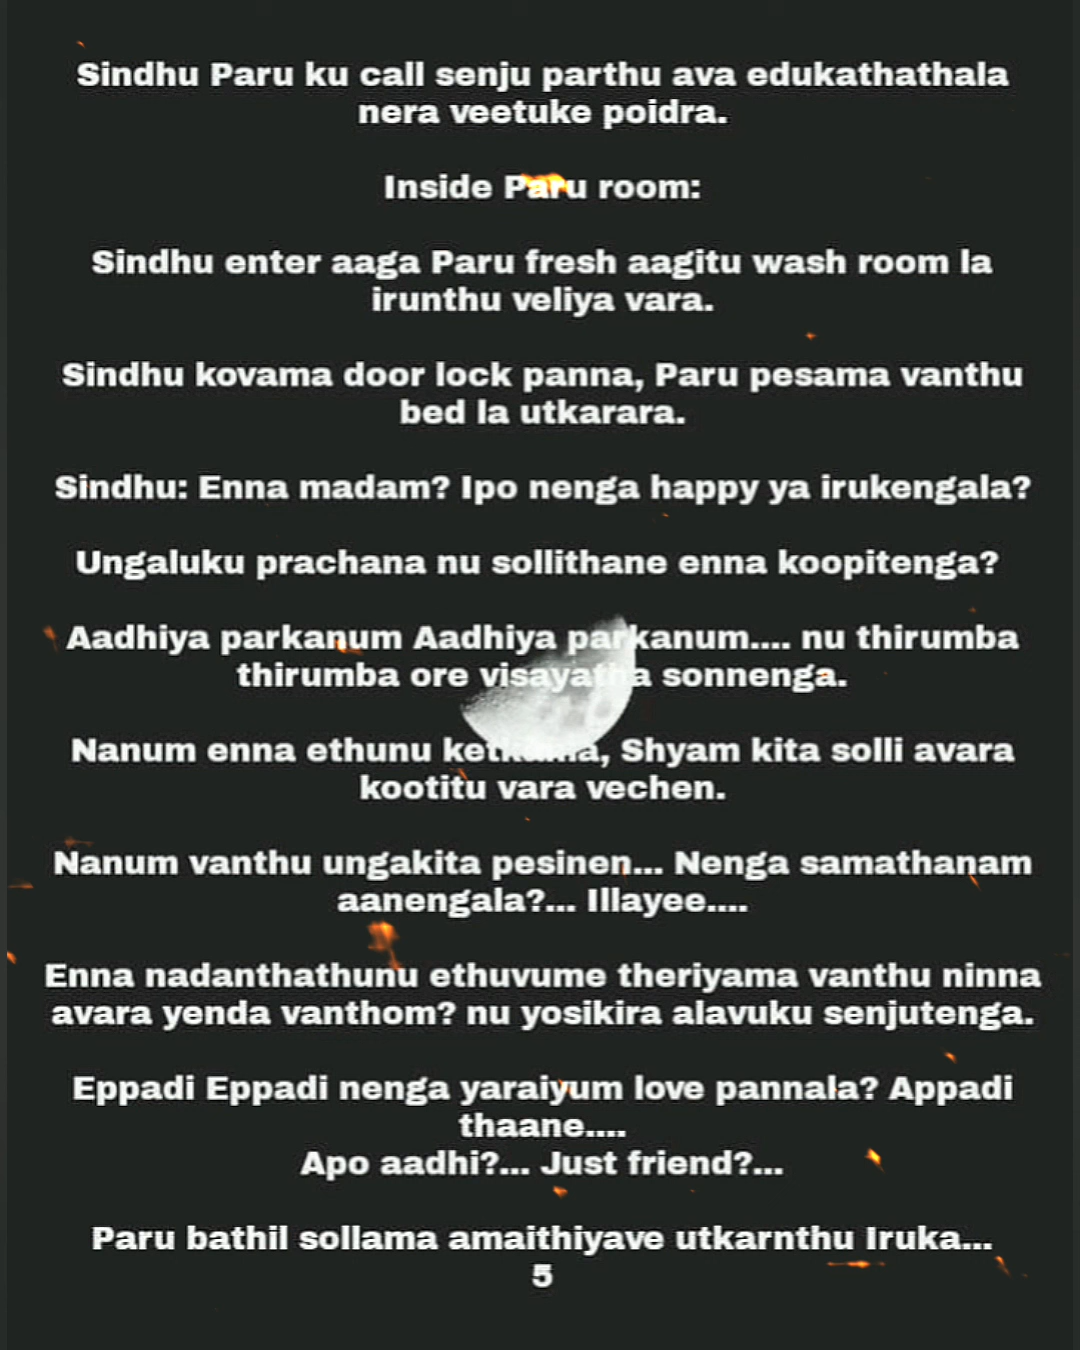 Sindhu Paru ku call senju parthu ava edukathathala
nera veetuke poidra.
Inside Paru room:
Sindhu enter aaga Paru fresh aagitu wash room la
irunthu veliya vara.
Sindhu kovama door lock panna, Paru pesama vanthu
bed la utkarara.
Sindhu: Enna madam? Ipo nenga happy ya irukengala?
Ungaluku prachana nu sollithane enna koopitenga?
Aadhiya parkanum Aadhiya parkanum.... nu thirumba
thirumba ore visayatha sonnenga.
Nanum enna ethunu ketkama, Shyam kita solli avara
kootitu vara vechen.
Nanum vanthu ungakita pesinen... Nenga samathanam
aanengala?... Illayee....
Enna nadanthathunu ethuvume theriyama vanthu ninna
avara yenda vanthom? nu yosikira alavuku senjutenga.
Eppadi Eppadi nenga yaraiyum love pannala? Appadi
thaane....
Apo aadhi?... Just friend?...
Paru bathil sollama amaithiyave utkarnthu Iruka...
5